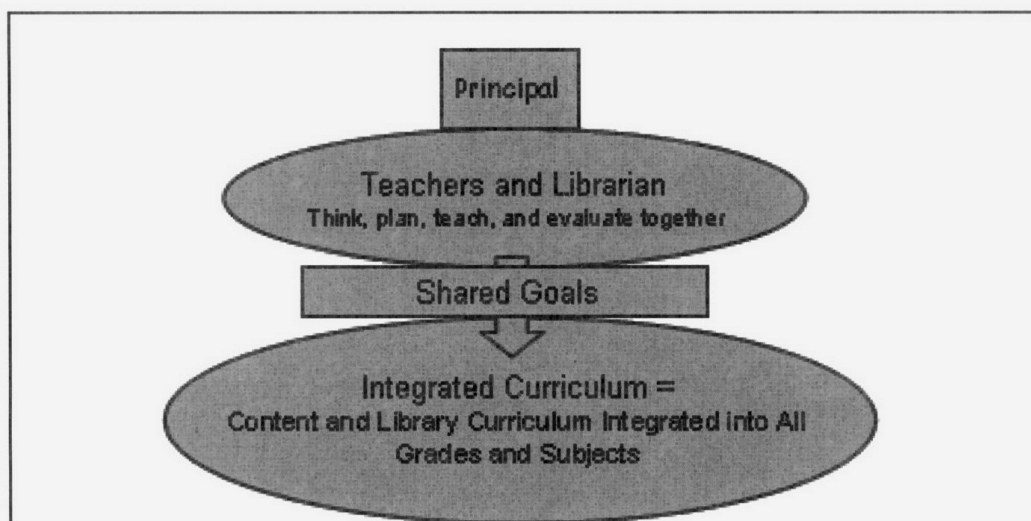 Principal
Teachers and Librarian
Think, plan, teach, and evaluate together
Shared Goals
Integrated Curriculum =
Content and Library Curriculum Integrated into All
Grades and Subjects